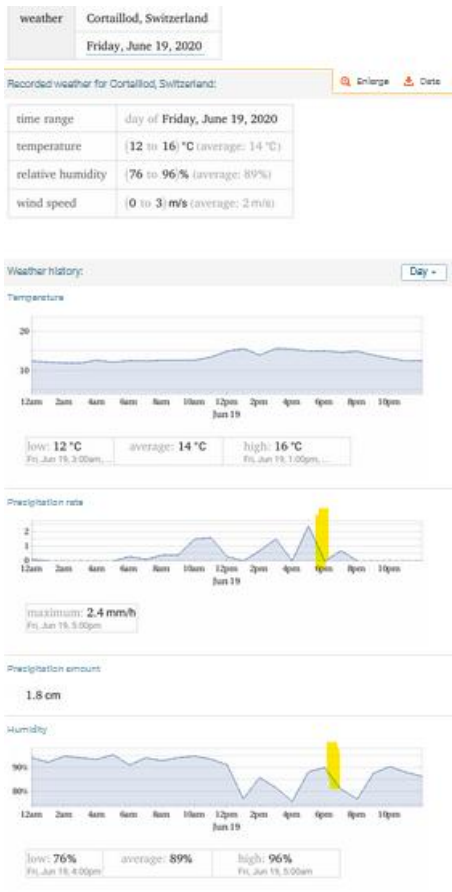 weather Cortaillod, Switzerland
Friday, June 19, 2020
Recorded weather for Cortaillod, Switzerland: Enlarge Data
time range day of Friday, June 19, 2020
temperature (12 to 16) °C (average: 14 °C)
relative humidity (76 to 96)% (average: 89%)
wind speed (0 to 3) m/s (average: 2 m/s)
Weather history: Day
Temperature
20
10
12am 2am 4am 6am 8am 10am 12pm 2pm 4pm 6pm 8pm 10pm
Jun 19
low: 12 °C average: 14 °C high: 16 °C
Fri, Jun 19, 3:00am, ... Fri, Jun 19, 1:00pm, ...
Precipitation rate
2
1
0
12am 2am 4am 6am 8am 10am 12pm 2pm 4pm 6pm 8pm 10pm
Jun 19
maximum: 2.4 mm/h
Fri, Jun 19, 5:00pm
Precipitation amount
1.8 cm
Humidity
90%
80%
12am 2am 4am 6am 8am 10am 12pm 2pm 4pm 6pm 8pm 10pm
Jun 19
low: 76% average: 89% high: 96%
Fri, Jun 19, 4:00pm Fri, Jun 19, 5:00am